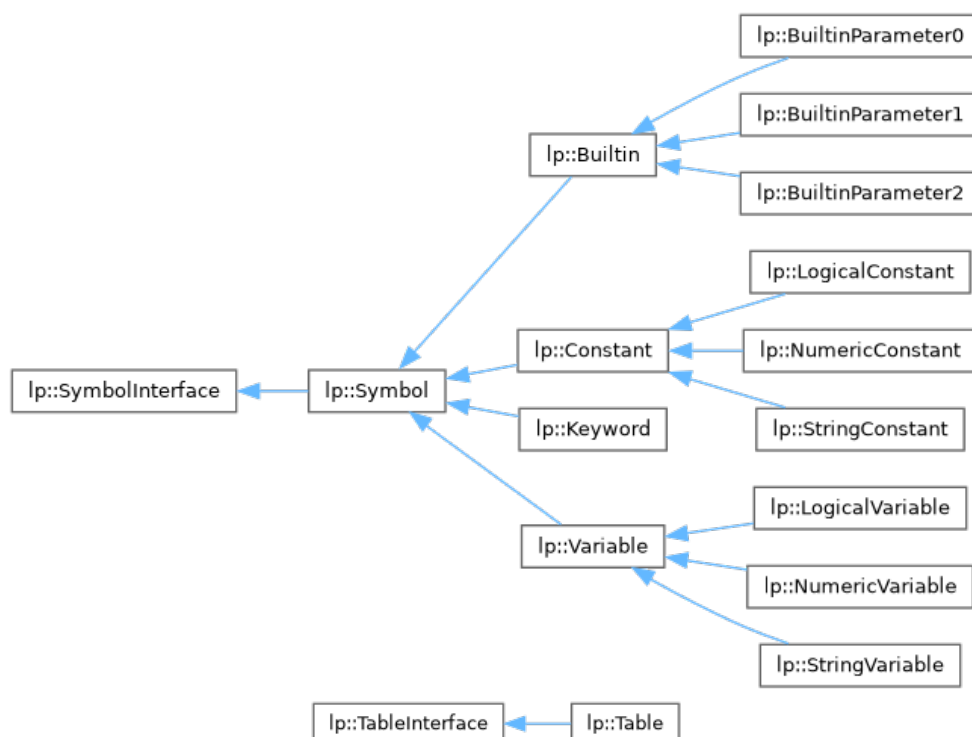 lp::BuiltinParameter0
lp::BuiltinParameter1
lp::Builtin
lp::BuiltinParameter2
lp::LogicalConstant
lp::Constant
lp::NumericConstant
lp::SymbolInterface
lp::Symbol
lp::Keyword
lp::StringConstant
lp::LogicalVariable
lp::Variable
lp::NumericVariable
lp::StringVariable
lp::TableInterface
lp::Table